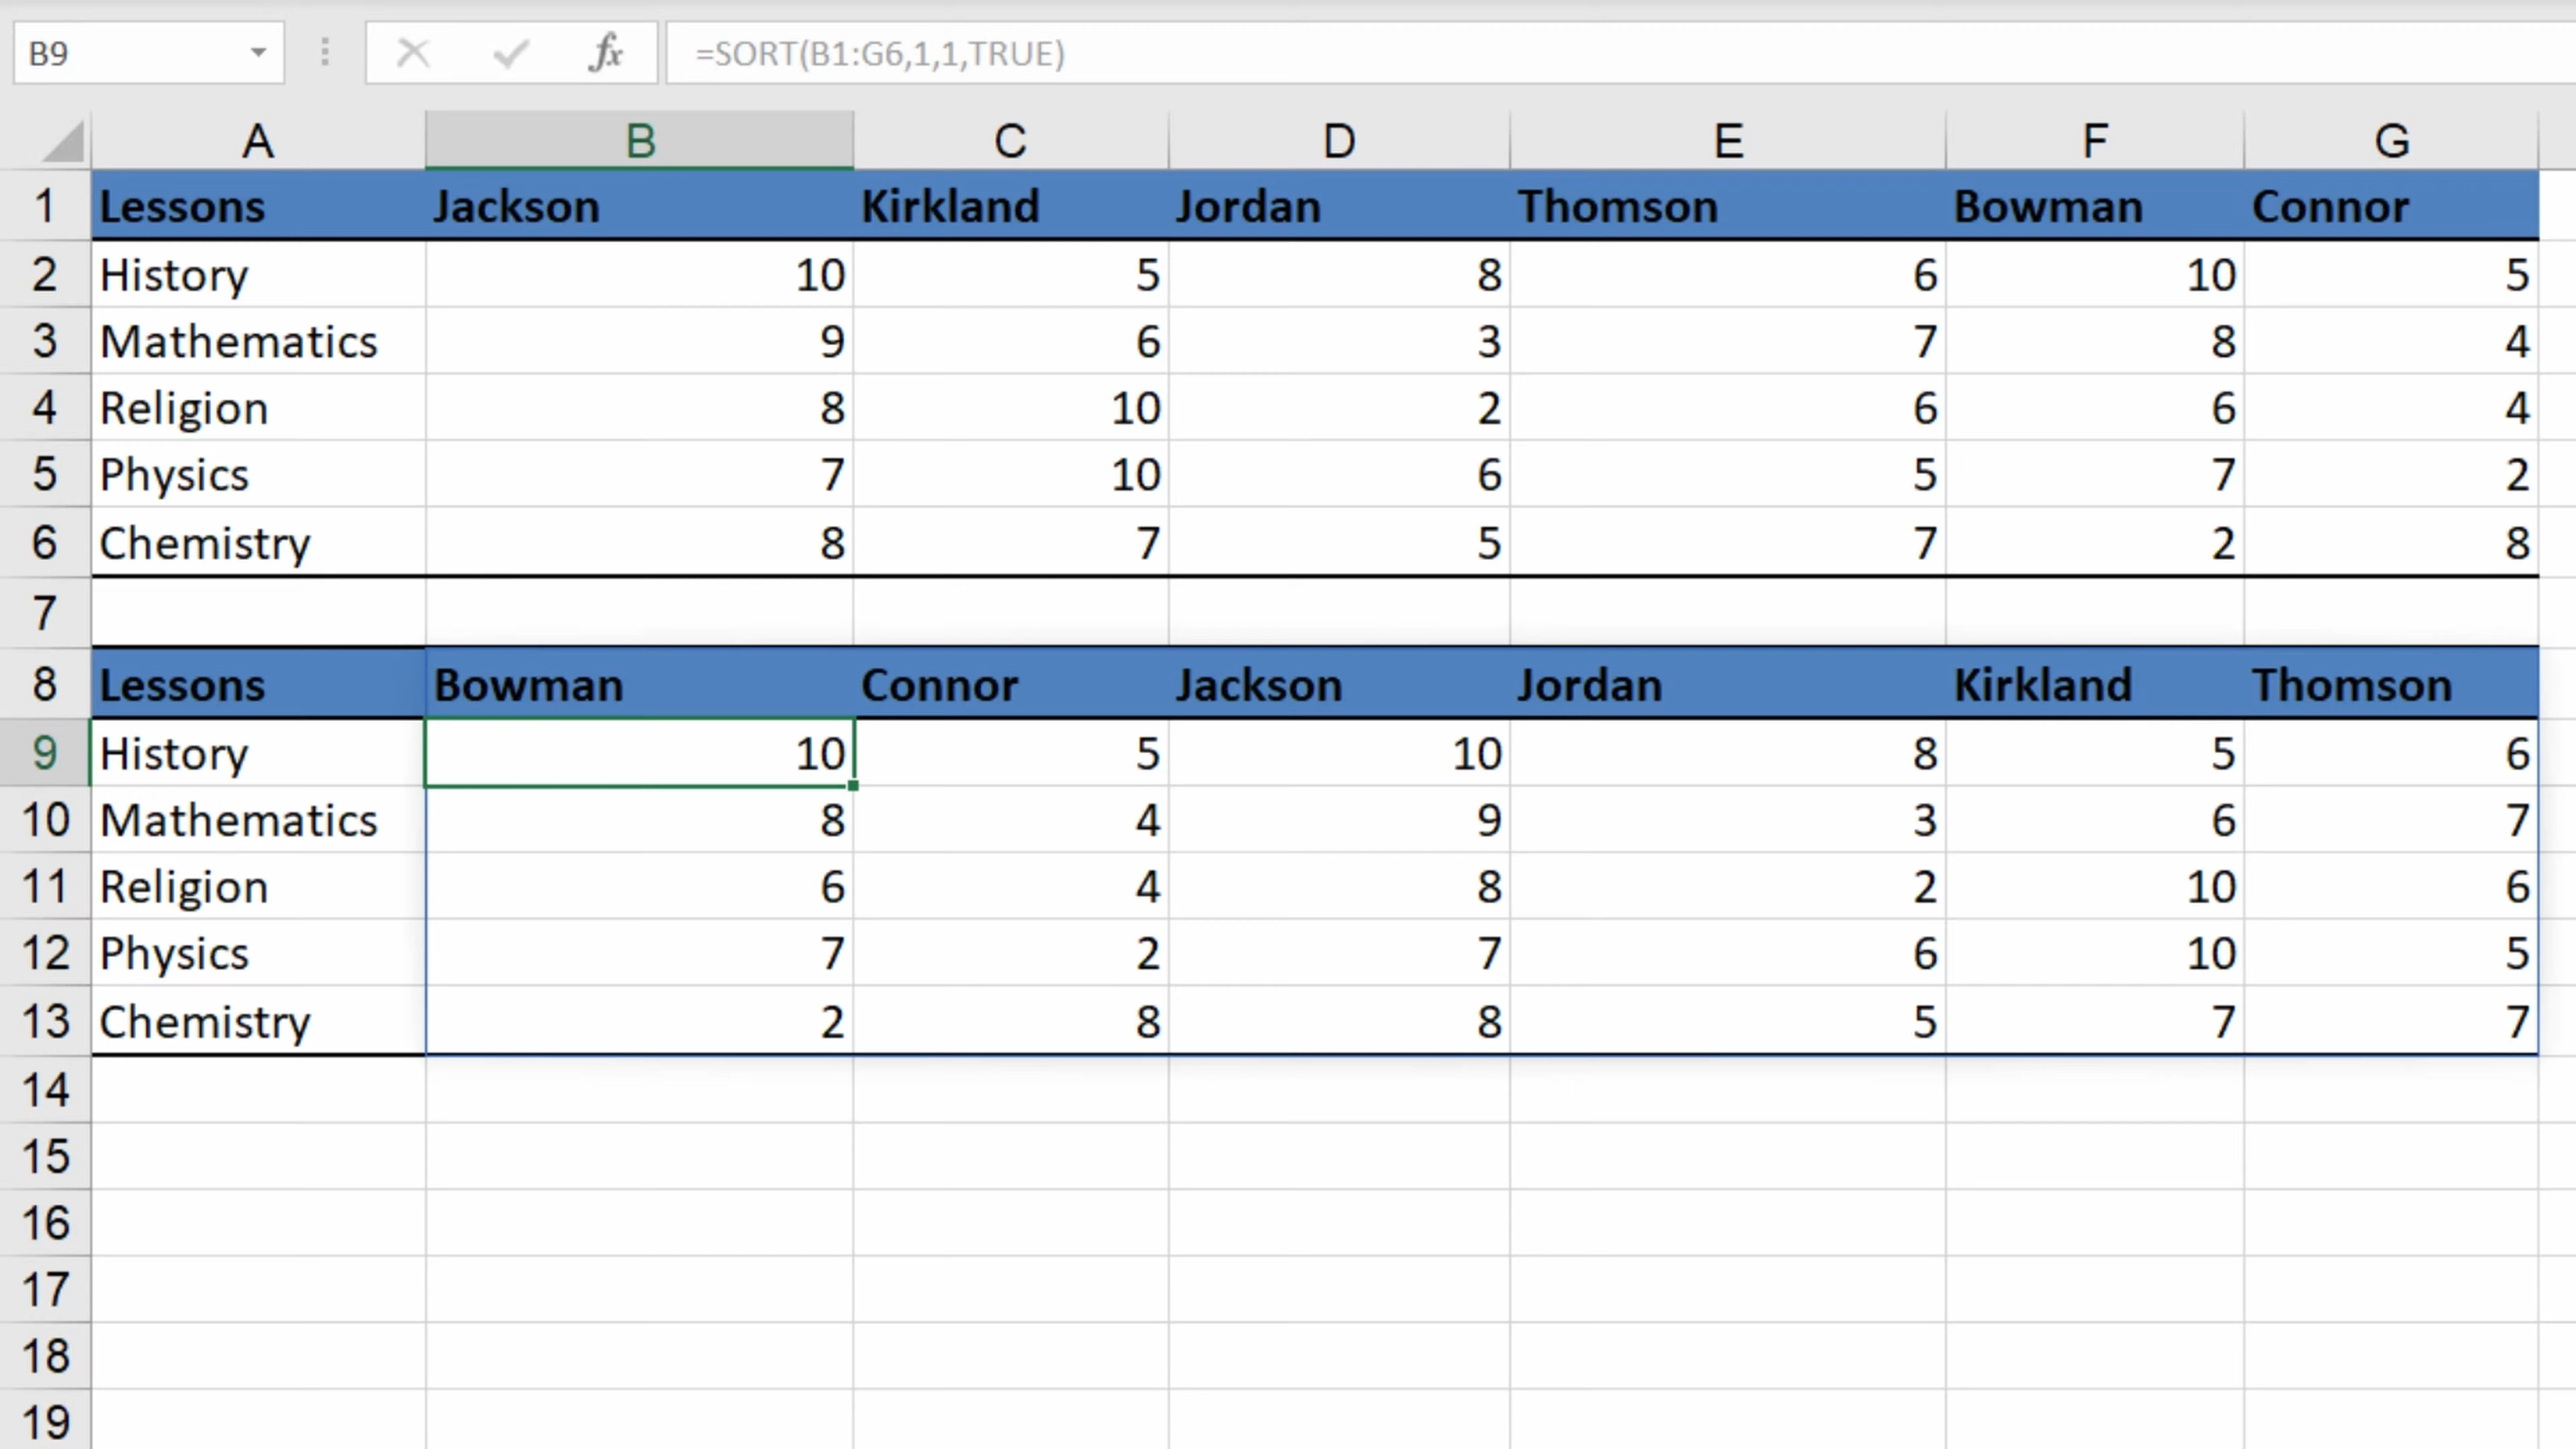 B9 fx =SORT(B1:G6,1,1,TRUE)
A B C D E F G
1 Lessons Jackson Kirkland Jordan Thomson Bowman Connor
2 History 10 5 8 6 10 5
3 Mathematics 9 6 3 7 8 4
4 Religion 8 10 2 6 6 4
5 Physics 7 10 6 5 7 2
6 Chemistry 8 7 5 7 2 8
7
8 Lessons Bowman Connor Jackson Jordan Kirkland Thomson
9 History 10 5 10 8 5 6
10 Mathematics 8 4 9 3 6 7
11 Religion 6 4 8 2 10 6
12 Physics 7 2 7 6 10 5
13 Chemistry 2 8 8 5 7 7
14
15
16
17
18
19